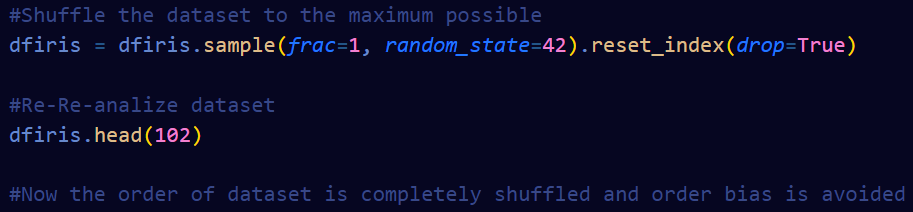 #Shuffle the dataset to the maximum possible
dfiris = dfiris.sample(frac=1, random_state=42).reset_index(drop=True)
#Re-Re-analize dataset
dfiris.head(102)
#Now the order of dataset is completely shuffled and order bias is avoided